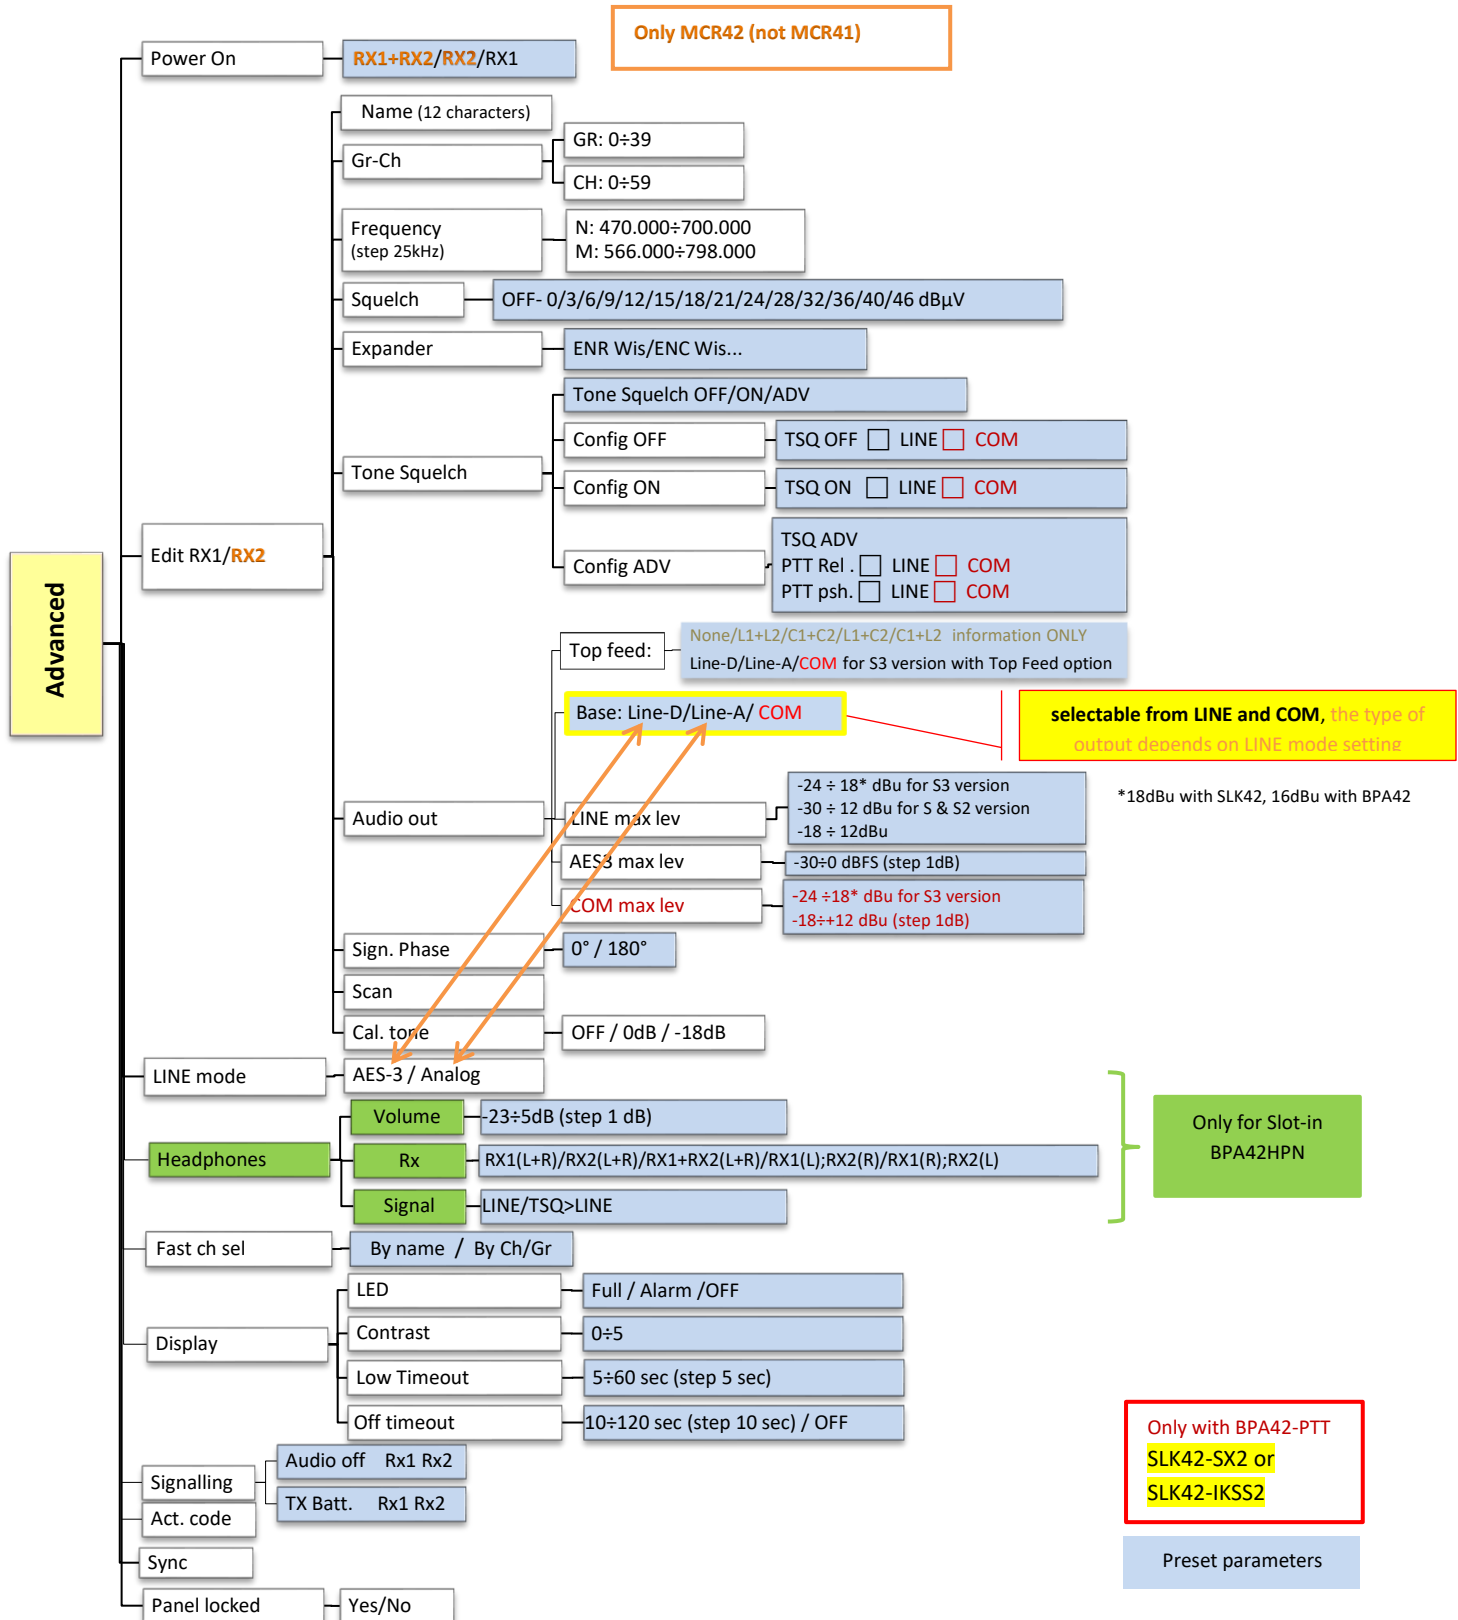 Only MCR42 (not MCR41)
Power On
RX1+RX2/RX2/RX1
Name (12 characters)
Gr-Ch
GR: 0÷39
CH: 0÷59
Frequency
(step 25kHz)
N: 470.000÷700.000
M: 566.000÷798.000
Squelch
OFF- 0/3/6/9/12/15/18/21/24/28/32/36/40/46 dBµV
Expander
ENR Wis/ENC Wis...
Tone Squelch OFF/ON/ADV
Config OFF
TSQ OFF ☐ LINE ☐ COM
Tone Squelch
Config ON
TSQ ON ☐ LINE ☐ COM
Edit RX1/RX2
Config ADV
TSQ ADV
PTT Rel . ☐ LINE ☐ COM
PTT psh. ☐ LINE ☐ COM
Advanced
Top feed:
None/L1+L2/C1+C2/L1+C2/C1+L2 information ONLY
Line-D/Line-A/COM for S3 version with Top Feed option
Base: Line-D/Line-A/ COM
selectable from LINE and COM, the type of
output depends on LINE mode setting
Audio out
LINE max lev
-24 ÷ 18* dBu for S3 version
-30 ÷ 12 dBu for S & S2 version
-18 ÷ 12dBu
*18dBu with SLK42, 16dBu with BPA42
AES3 max lev
-30÷0 dBFS (step 1dB)
COM max lev
-24 ÷18* dBu for S3 version
-18÷+12 dBu (step 1dB)
Sign. Phase
0° / 180°
Scan
Cal. tone
OFF / 0dB / -18dB
LINE mode
AES-3 / Analog
Headphones
Volume
-23÷5dB (step 1 dB)
Rx
RX1(L+R)/RX2(L+R)/RX1+RX2(L+R)/RX1(L);RX2(R)/RX1(R);RX2(L)
Signal
LINE/TSQ>LINE
Only for Slot-in
BPA42HPN
Fast ch sel
By name / By Ch/Gr
Display
LED
Full / Alarm /OFF
Contrast
0÷5
Low Timeout
5÷60 sec (step 5 sec)
Off timeout
10÷120 sec (step 10 sec) / OFF
Signalling
Audio off Rx1 Rx2
TX Batt. Rx1 Rx2
Act. code
Sync
Panel locked
Yes/No
Only with BPA42-PTT
SLK42-SX2 or
SLK42-IKSS2
Preset parameters